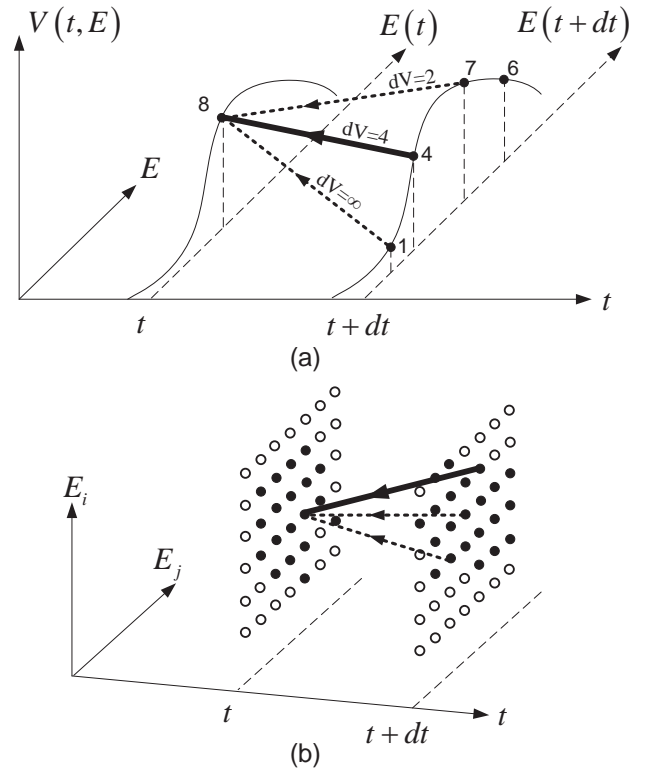 V(t,E)
E(t)
E(t+dt)
7
6
dV=2
8
dV=4
4
E
dV=∞
1
t
t+dt
t
(a)
E_i
E_j
t
t+dt
t
(b)